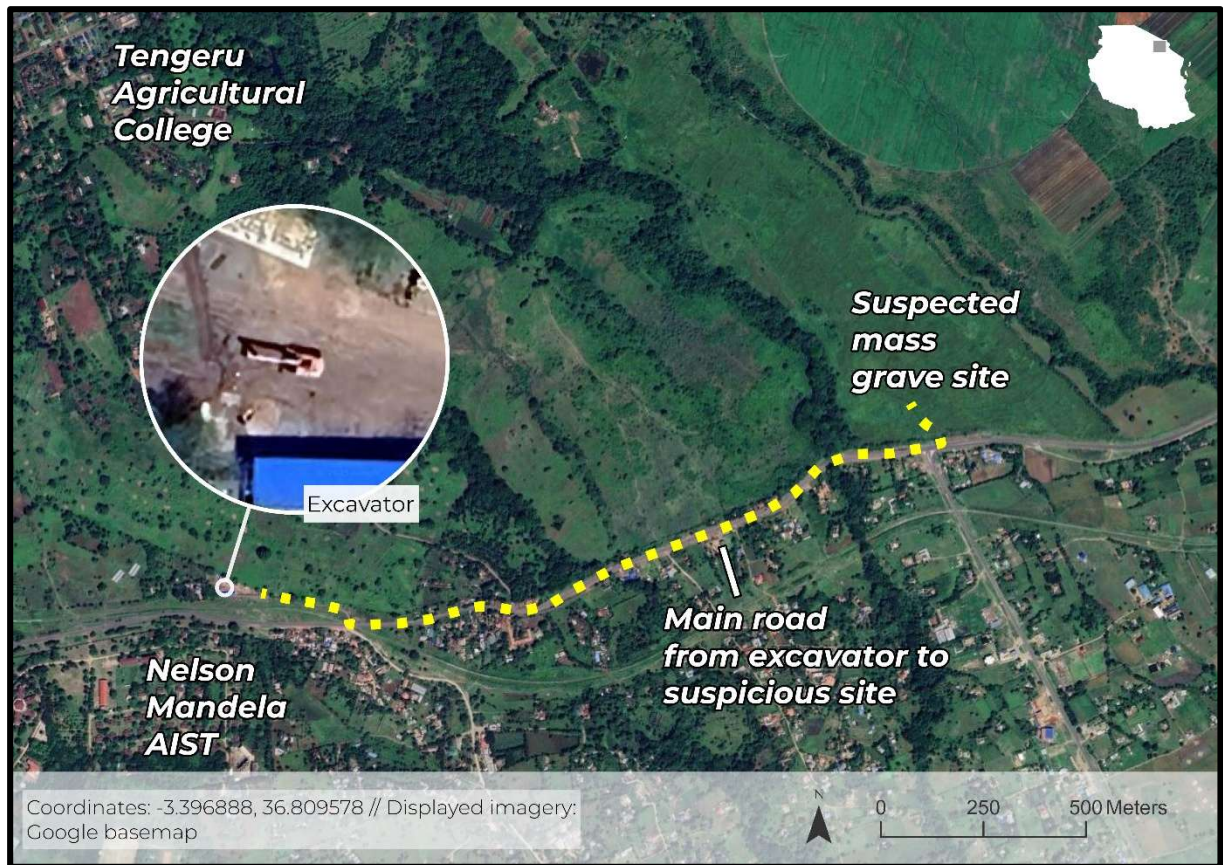 Tengeru
Agricultural
College
Suspected
mass
grave site
Excavator
Main road
from excavator to
suspicious site
Nelson
Mandela
AIST
Coordinates: -3.396888, 36.809578 // Displayed imagery:
Google basemap
N
0 250 500 Meters